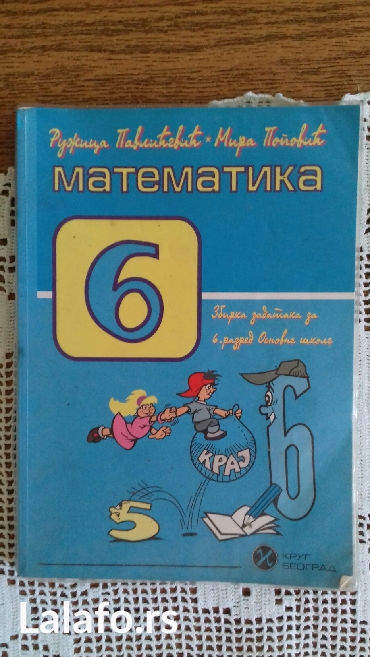 Ружица Павлићевић • Мира Поповић
МАТЕМАТИКА
6
Збирка задатака за
6. разред Основне школе
КРАЈ
6
5
К
КРУГ
БЕОГРАД
Lalafo.rs